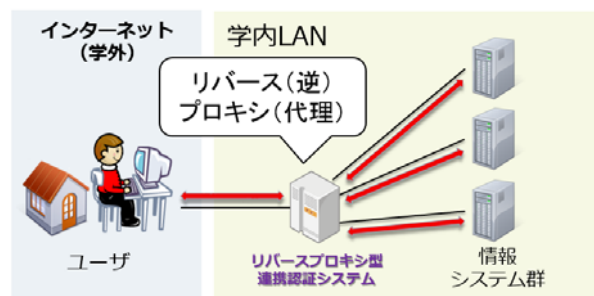 インターネット
(学外)
学内LAN
リバース(逆)
プロキシ(代理)
ユーザ
リバースプロキシ型
連携認証システム
情報
システム群